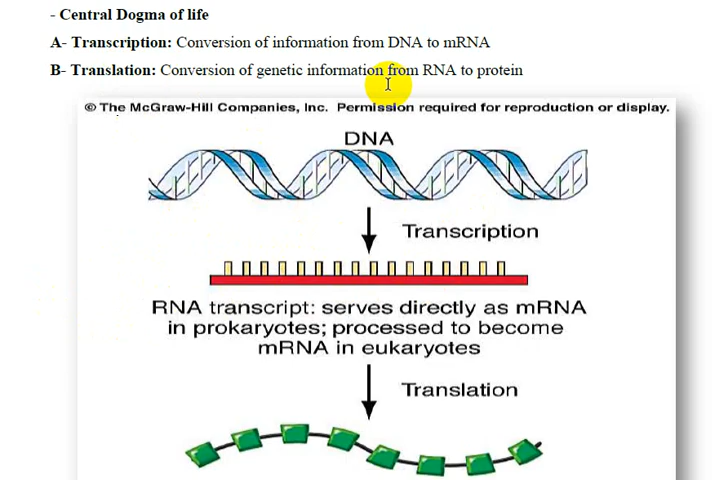 - Central Dogma of life
A- Transcription: Conversion of information from DNA to mRNA
B- Translation: Conversion of genetic information from RNA to protein
© The McGraw-Hill Companies, Inc. Permission required for reproduction or display.
DNA
Transcription
RNA transcript: serves directly as mRNA
in prokaryotes; processed to become
mRNA in eukaryotes
Translation